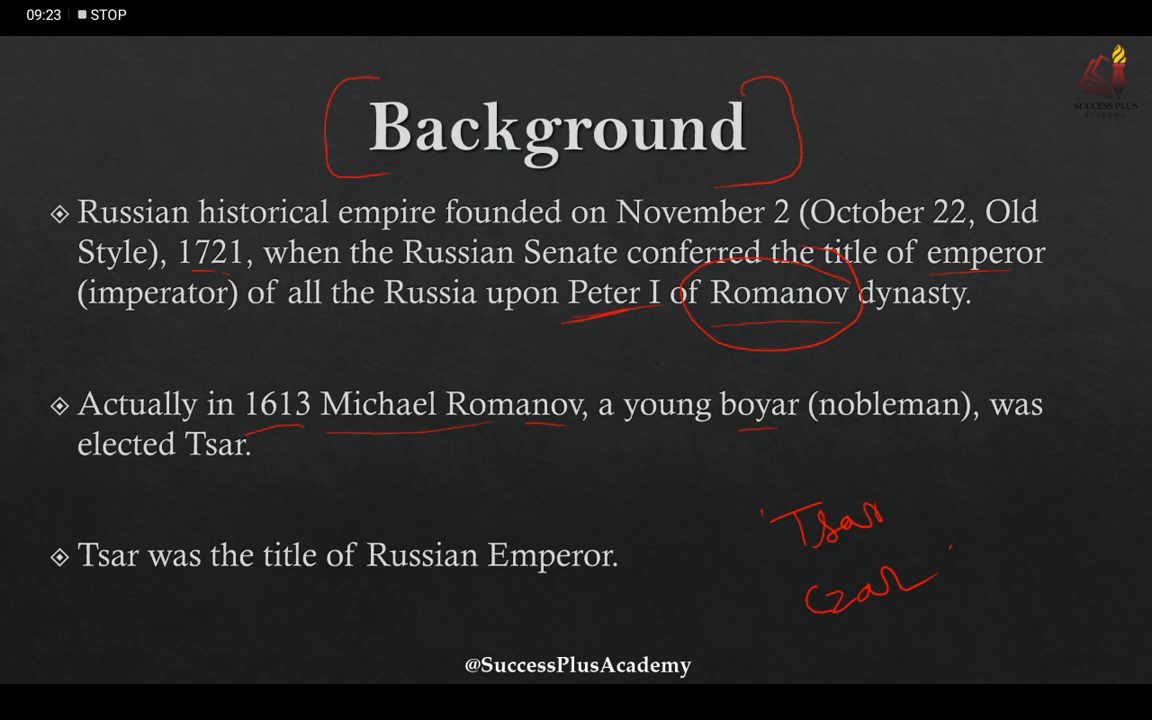 09:23 STOP
SUCCESS PLUS
ACADEMY
Background
Russian historical empire founded on November 2 (October 22, Old
Style), 1721, when the Russian Senate conferred the title of emperor
(imperator) of all the Russia upon Peter I of Romanov dynasty.
Actually in 1613 Michael Romanov, a young boyar (nobleman), was
elected Tsar.
Tsar was the title of Russian Emperor.
'Tsar
Czar'
@SuccessPlusAcademy